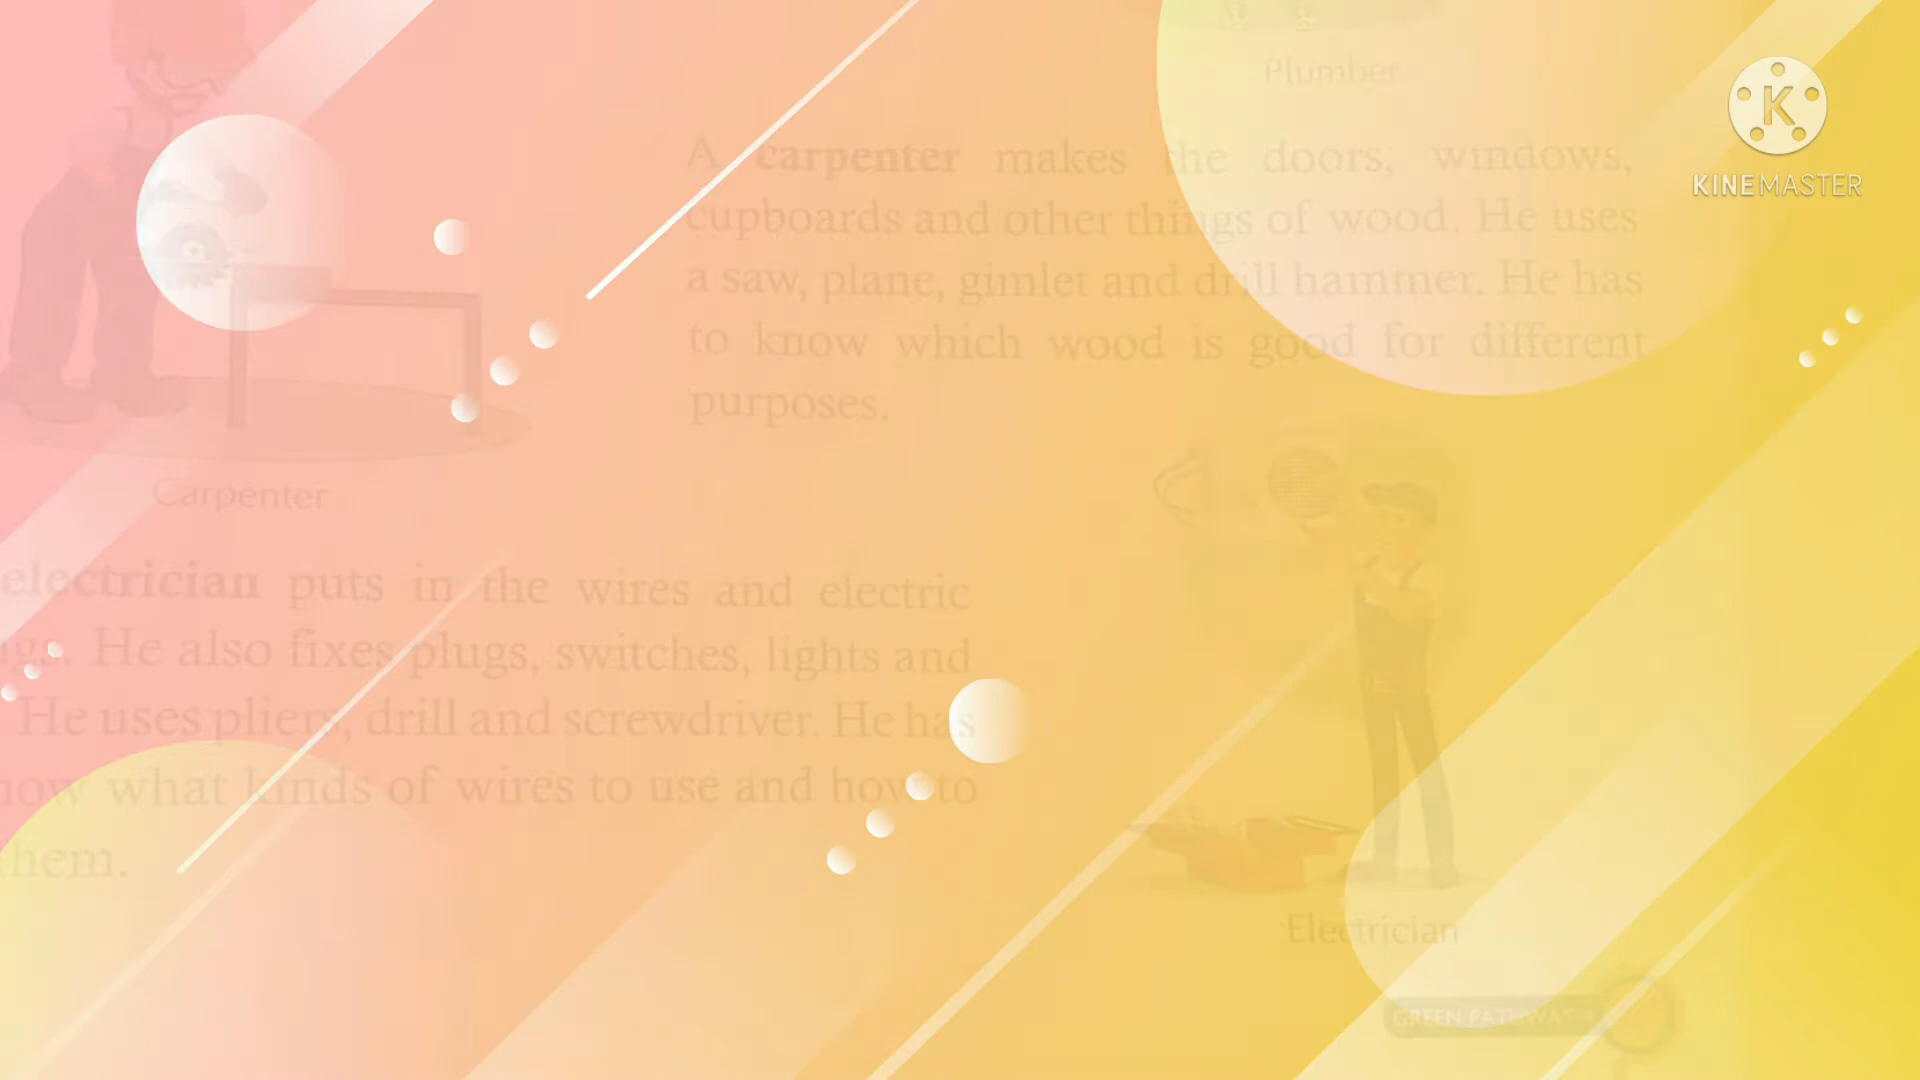 Plumber
KINEMASTER
A carpenter makes the doors, windows,
cupboards and other things of wood. He uses
a saw, plane, gimlet and drill hammer. He has
to know which wood is good for different
purposes.
Carpenter
electrician puts in the wires and electric
He also fixes plugs, switches, lights and
He uses pliers, drill and screwdriver. He has
what kinds of wires to use and how to
them.
Electrician
GREEN PATHWAY